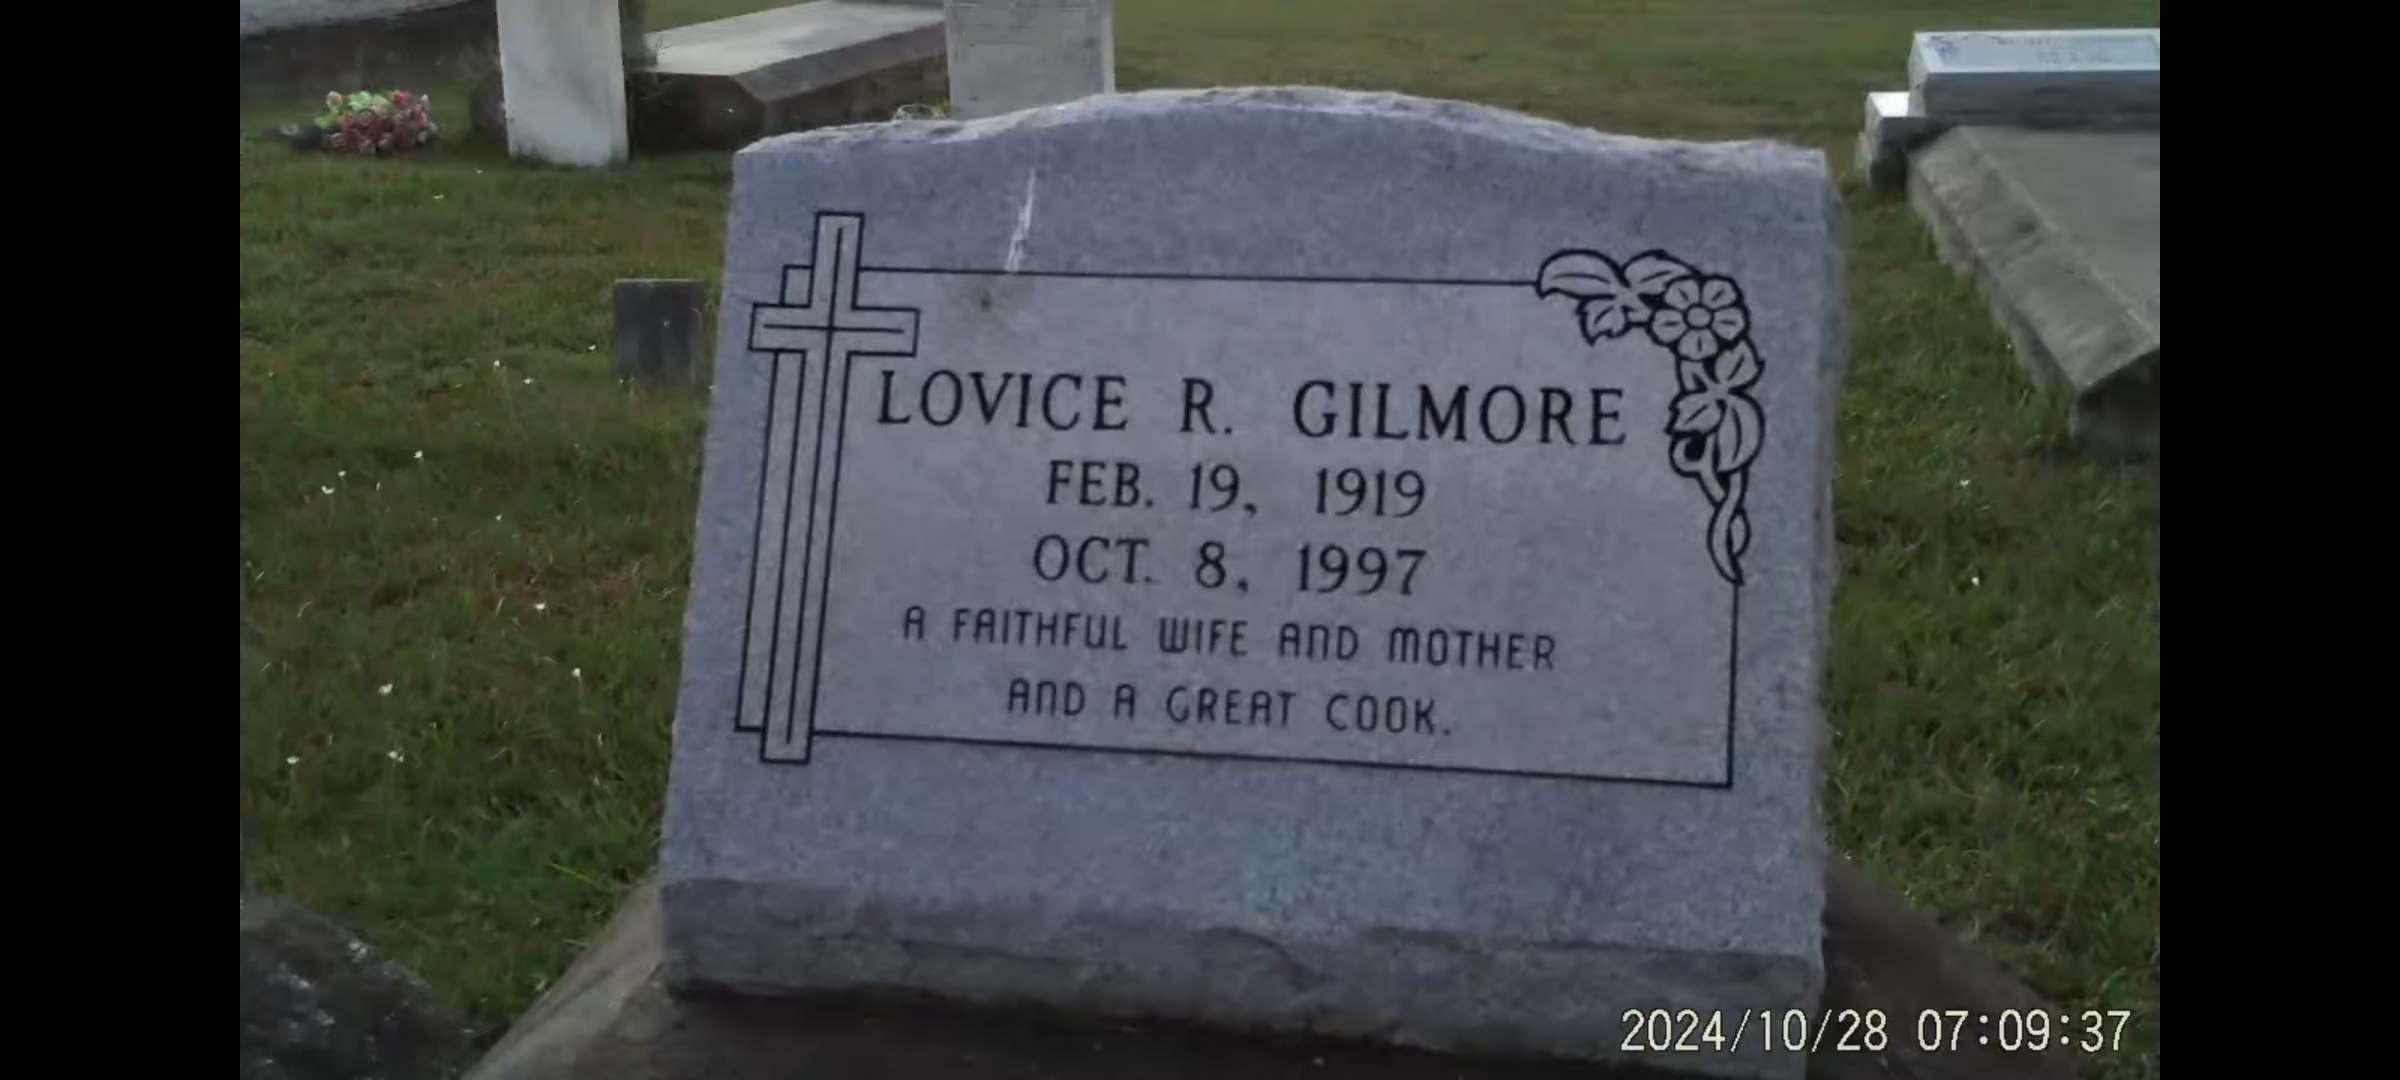 LOVICE R. GILMORE
FEB. 19, 1919
OCT. 8, 1997
A FAITHFUL WIFE AND MOTHER
AND A GREAT COOK.
2024/10/28 07:09:37